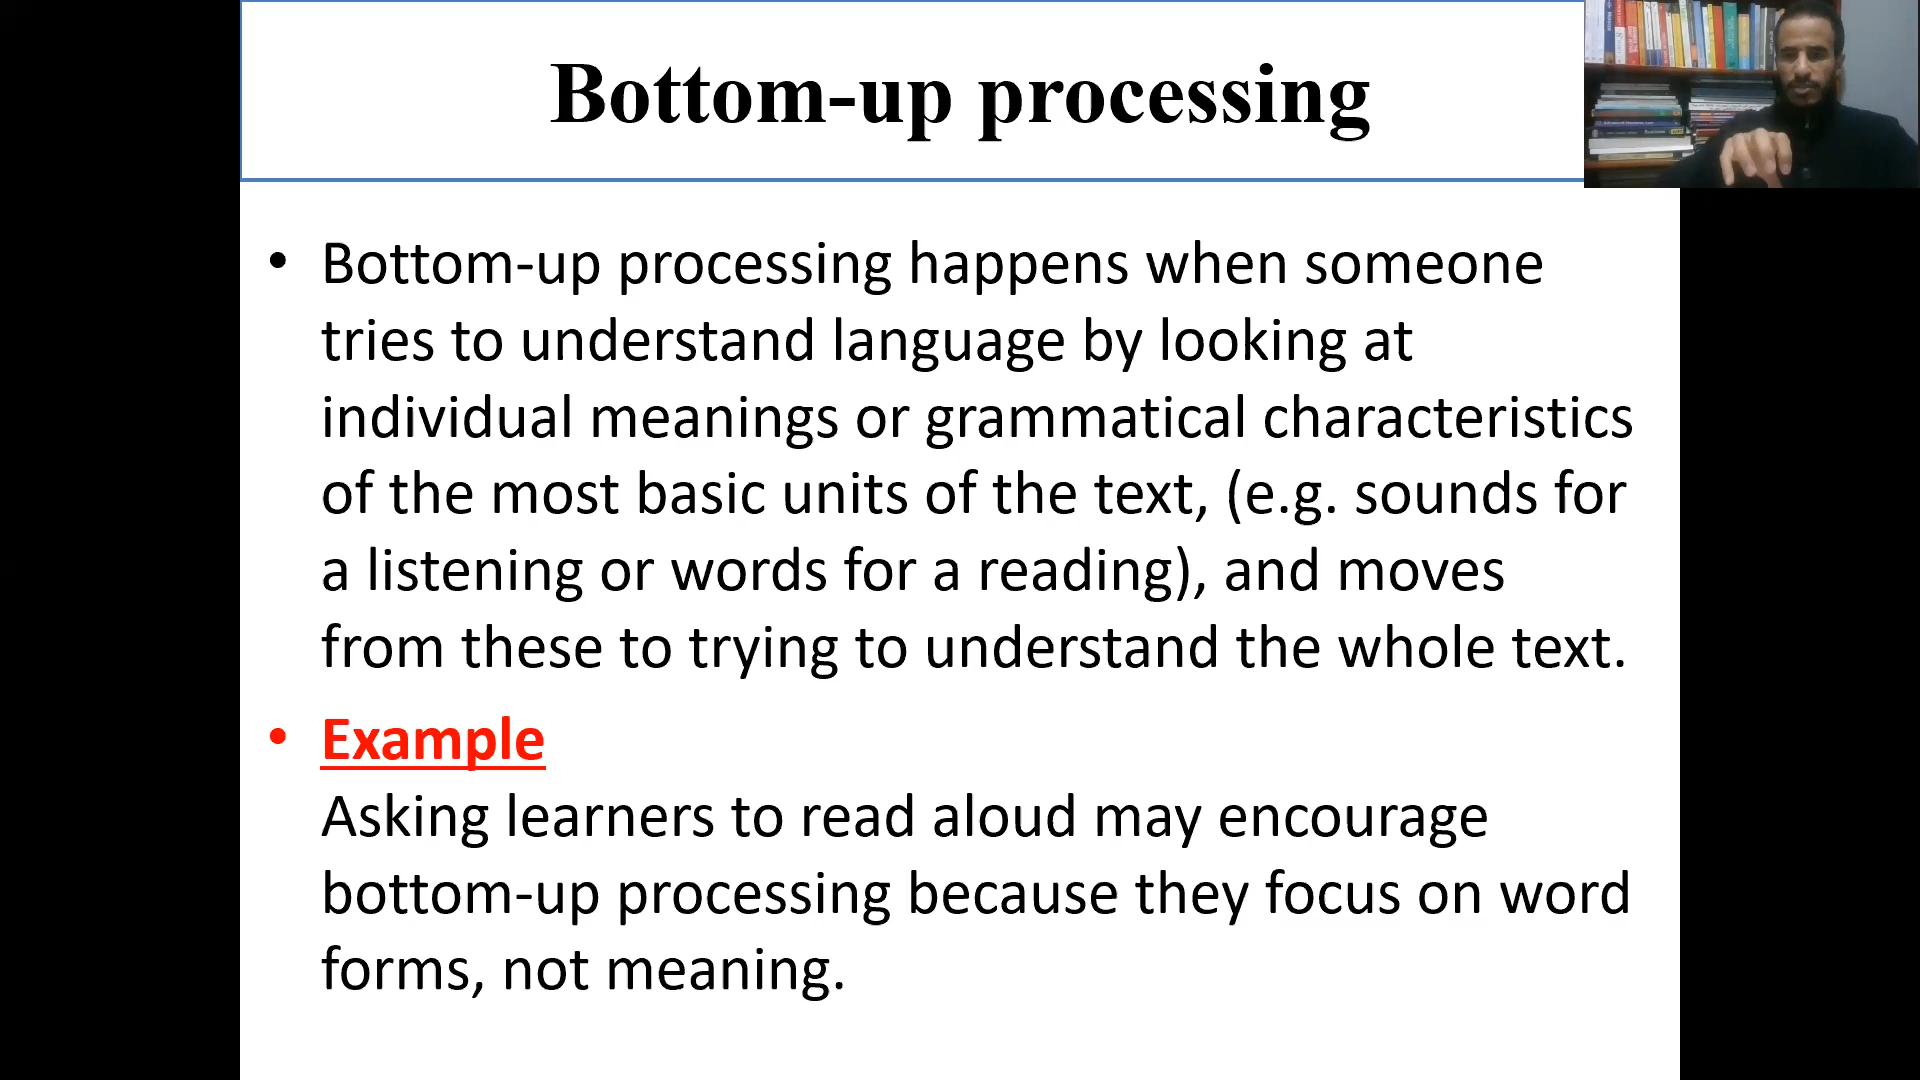 Bottom-up processing
• Bottom-up processing happens when someone
tries to understand language by looking at
individual meanings or grammatical characteristics
of the most basic units of the text, (e.g. sounds for
a listening or words for a reading), and moves
from these to trying to understand the whole text.
• Example
Asking learners to read aloud may encourage
bottom-up processing because they focus on word
forms, not meaning.